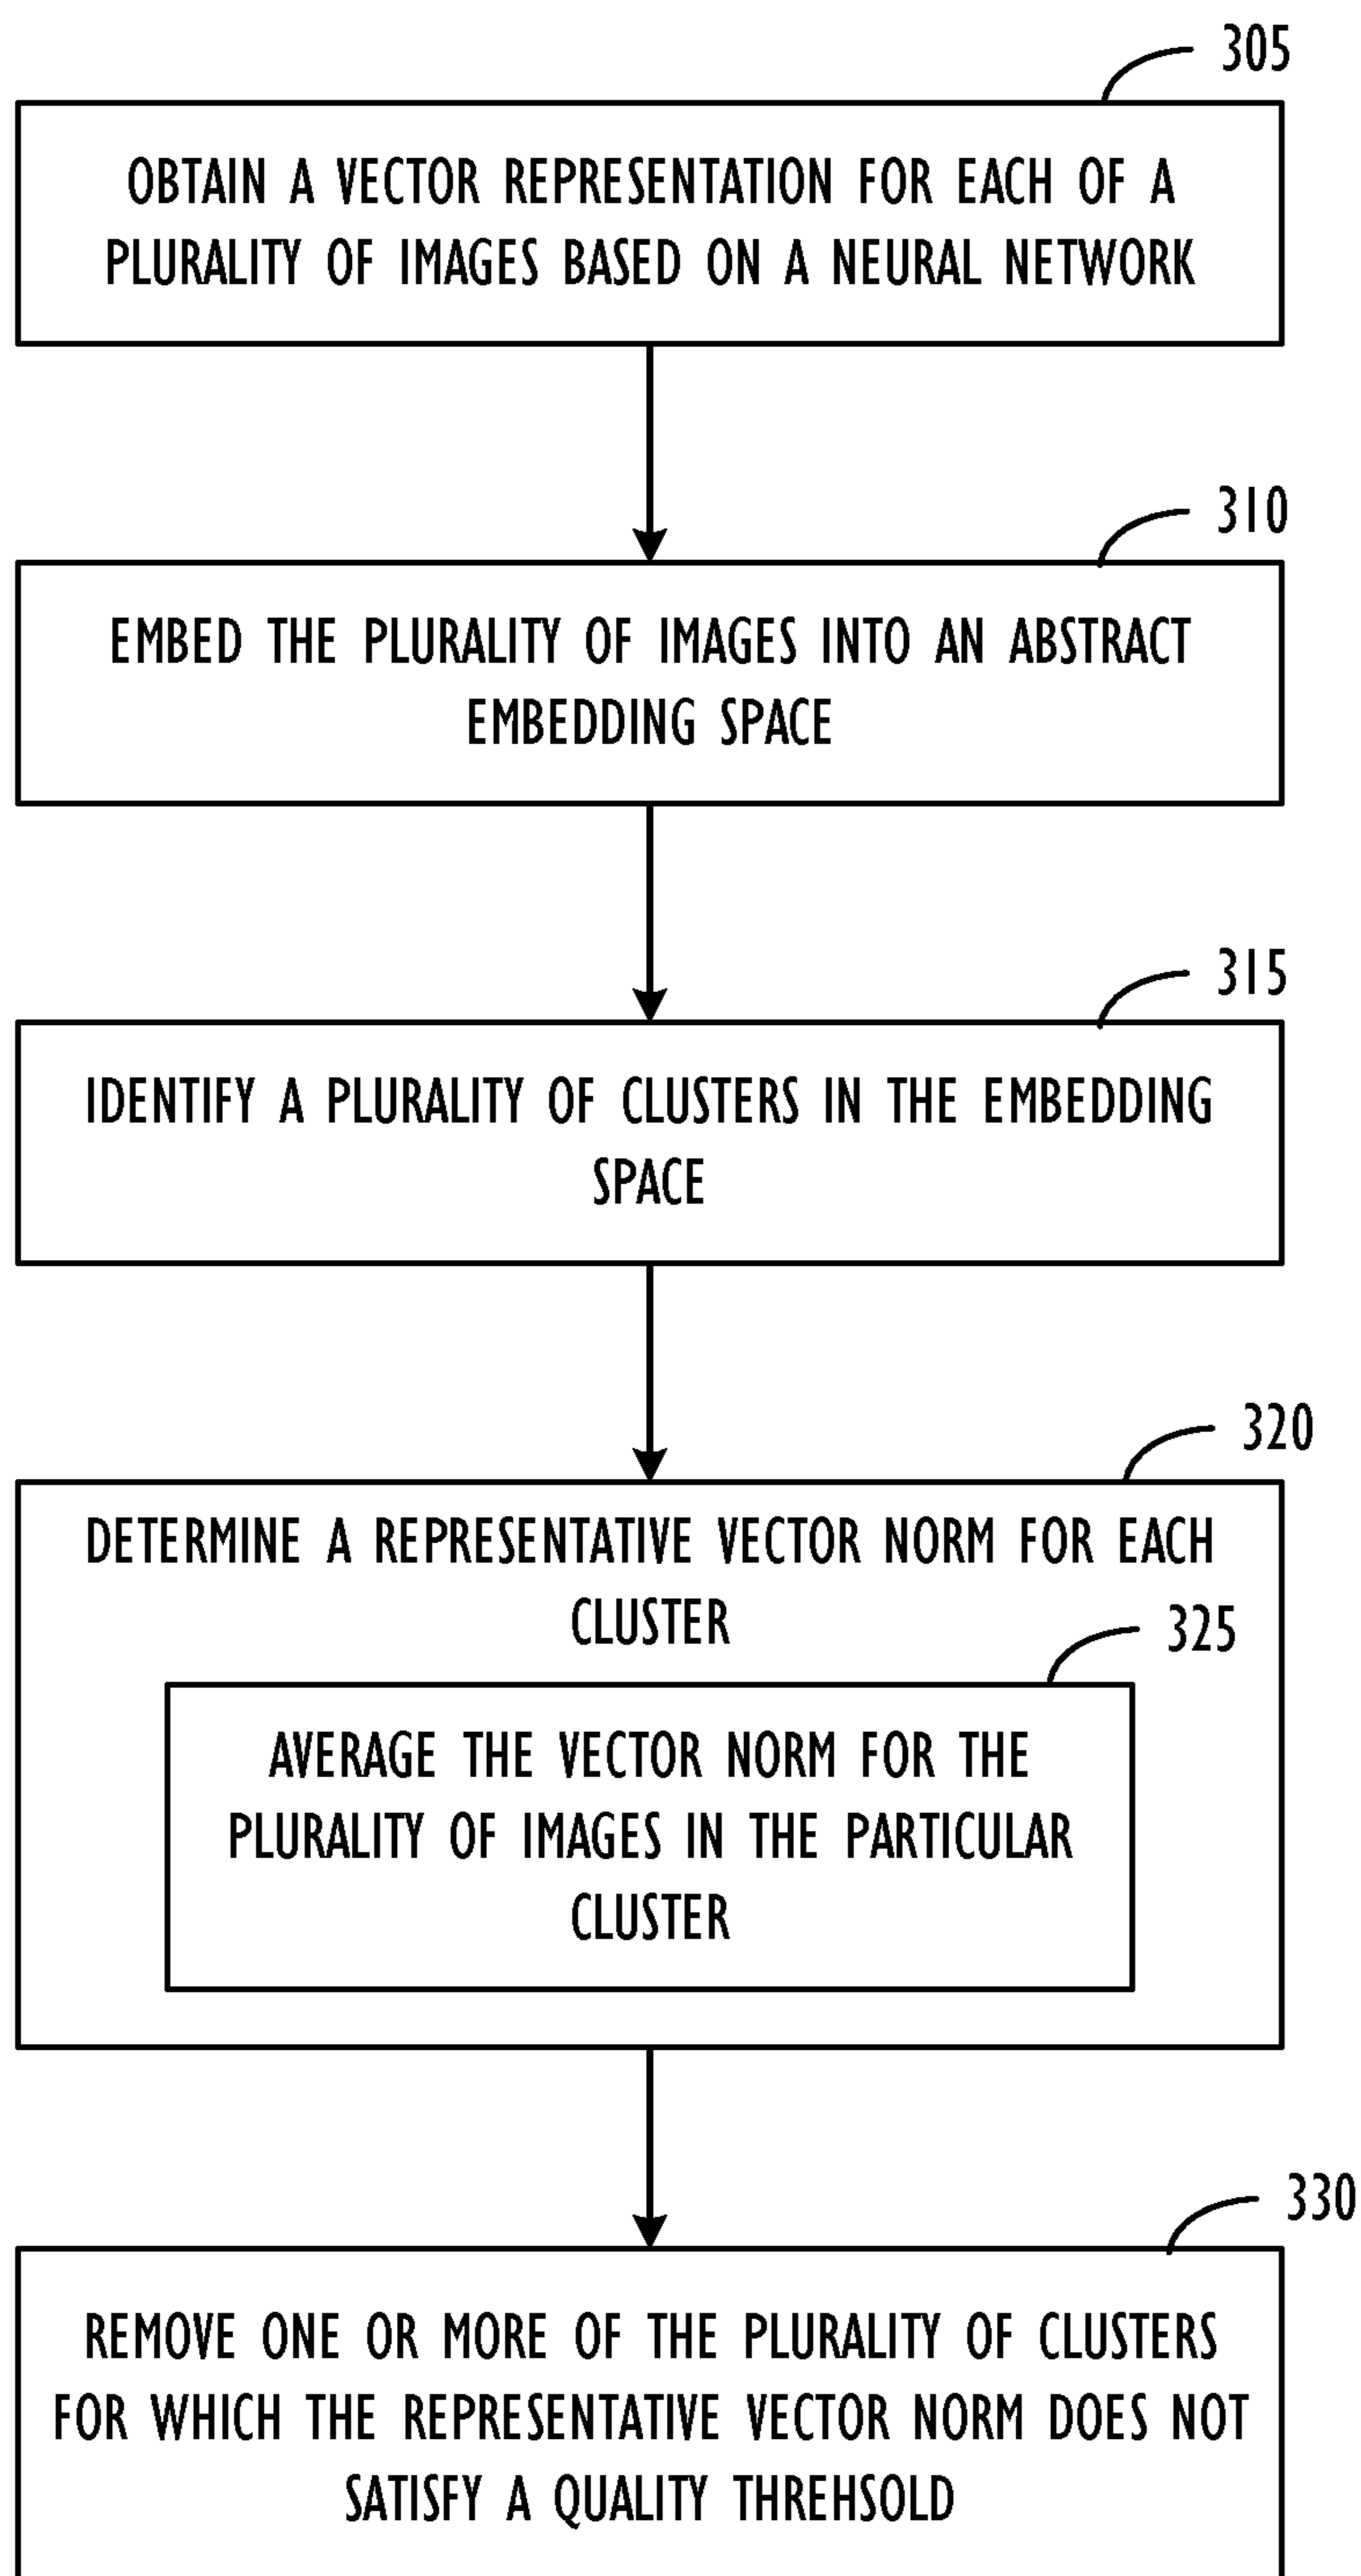 305
OBTAIN A VECTOR REPRESENTATION FOR EACH OF A
PLURALITY OF IMAGES BASED ON A NEURAL NETWORK
310
EMBED THE PLURALITY OF IMAGES INTO AN ABSTRACT
EMBEDDING SPACE
315
IDENTIFY A PLURALITY OF CLUSTERS IN THE EMBEDDING
SPACE
320
DETERMINE A REPRESENTATIVE VECTOR NORM FOR EACH
CLUSTER
325
AVERAGE THE VECTOR NORM FOR THE
PLURALITY OF IMAGES IN THE PARTICULAR
CLUSTER
330
REMOVE ONE OR MORE OF THE PLURALITY OF CLUSTERS
FOR WHICH THE REPRESENTATIVE VECTOR NORM DOES NOT
SATISFY A QUALITY THREHSOLD